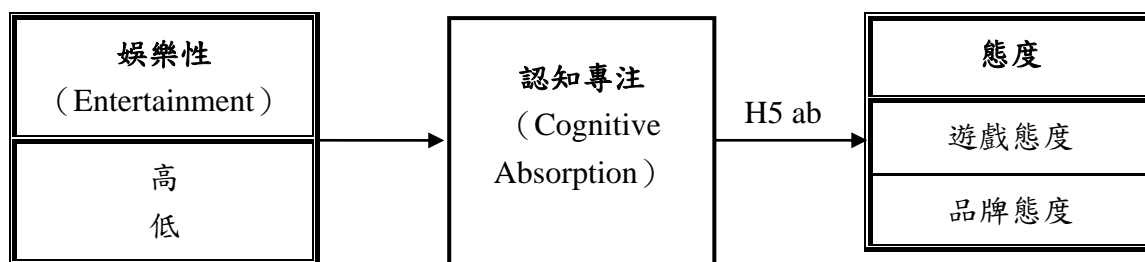 娛樂性
（Entertainment）
高
低
認知專注
（Cognitive
Absorption）
H5 ab
態度
遊戲態度
品牌態度